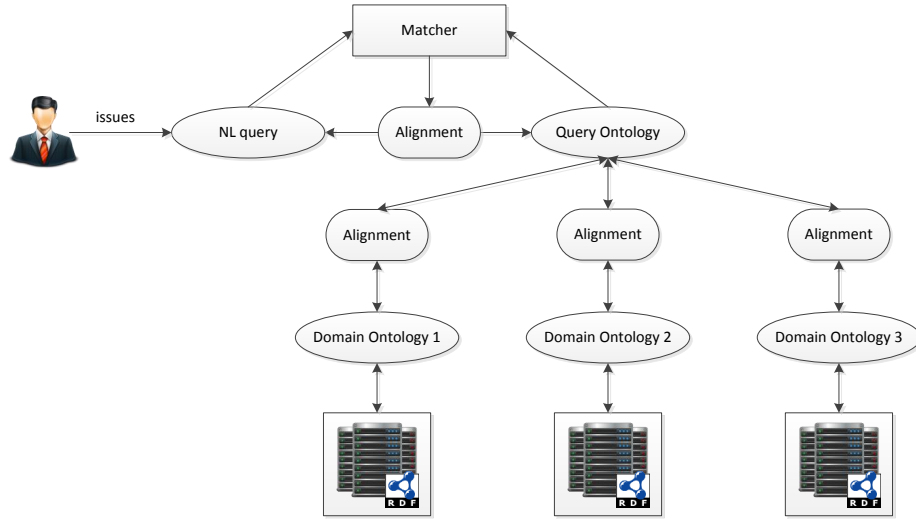 Matcher
issues
NL query
Alignment
Query Ontology
Alignment
Alignment
Alignment
Domain Ontology 1
Domain Ontology 2
Domain Ontology 3
RDF
RDF
RDF